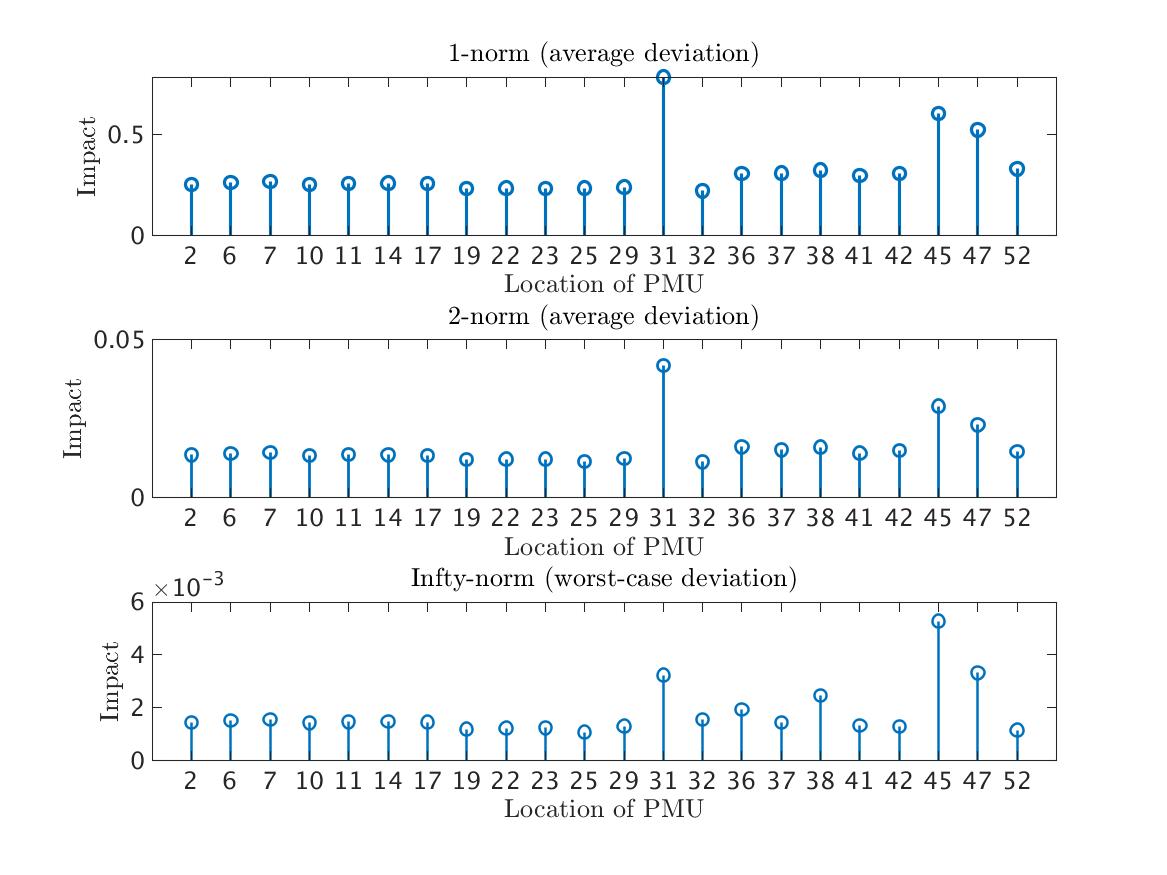 1-norm (average deviation)
Impact
0.5
0
2 6 7 10 11 14 17 19 22 23 25 29 31 32 36 37 38 41 42 45 47 52
Location of PMU
2-norm (average deviation)
Impact
0.05
0
2 6 7 10 11 14 17 19 22 23 25 29 31 32 36 37 38 41 42 45 47 52
Location of PMU
Infty-norm (worst-case deviation)
×10⁻³
Impact
6
4
2
0
2 6 7 10 11 14 17 19 22 23 25 29 31 32 36 37 38 41 42 45 47 52
Location of PMU